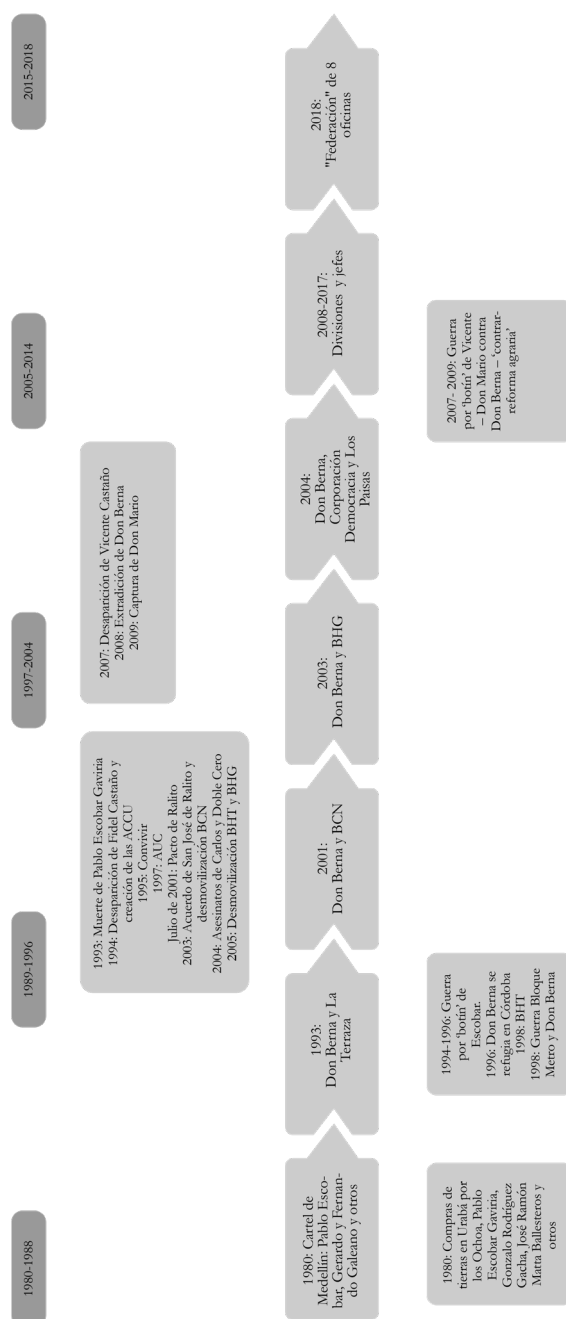 1980-1988
1989-1996
1997-2004
2005-2014
2015-2018
1993: Muerte de Pablo Escobar Gaviria
1994: Desaparición de Fidel Castaño y
creación de las ACCU
1995: Convivir
1997: AUC
Julio de 2001: Pacto de Ralito
2003: Acuerdo de San José de Ralito y
desmovilización BCN
2004: Asesinatos de Carlos y Doble Cero
2005: Desmovilización BHT y BHG
2007: Desaparición de Vicente Castaño
2008: Extradición de Don Berna
2009: Captura de Don Mario
1980: Cartel de
Medellín: Pablo Esco-
bar, Gerardo y Fernan-
do Galeano y otros
1993:
Don Berna y La
Terraza
2001:
Don Berna y BCN
2003:
Don Berna y BHG
2004:
Don Berna,
Corporación
Democracia y Los
Paisas
2008-2017:
Divisiones y jefes
2018:
"Federación" de 8
oficinas
1980: Compras de
tierras en Urabá por
los Ochoa, Pablo
Escobar Gaviria,
Gonzalo Rodríguez
Gacha, José Ramón
Matta Ballesteros y
otros
1994-1996: Guerra
por ‘botín’ de
Escobar.
1996: Don Berna se
refugia en Córdoba
1998: BHT
1998: Guerra Bloque
Metro y Don Berna
2007- 2009: Guerra
por ‘botín’ de Vicente
– Don Mario contra
Don Berna – ‘contrar-
reforma agraria’